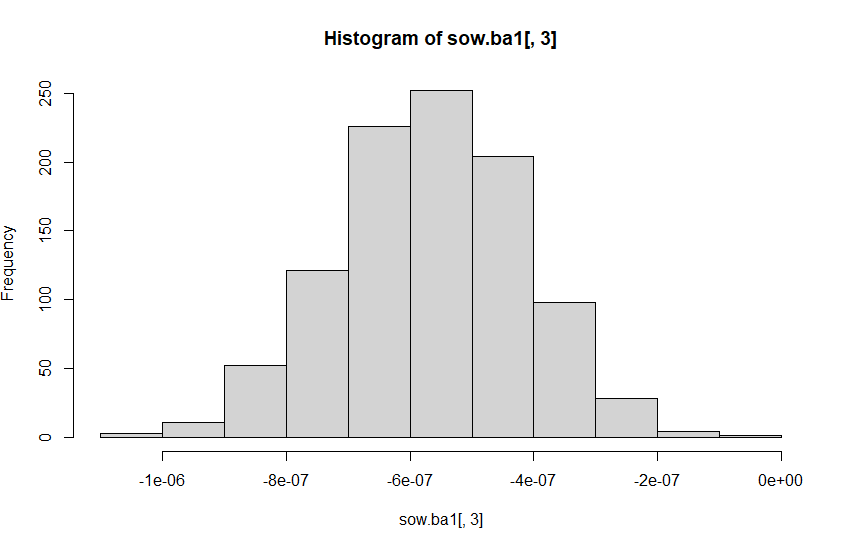 Histogram of sow.ba1[, 3]
Frequency
250
200
150
100
50
0
-1e-06 -8e-07 -6e-07 -4e-07 -2e-07 0e+00
sow.ba1[, 3]